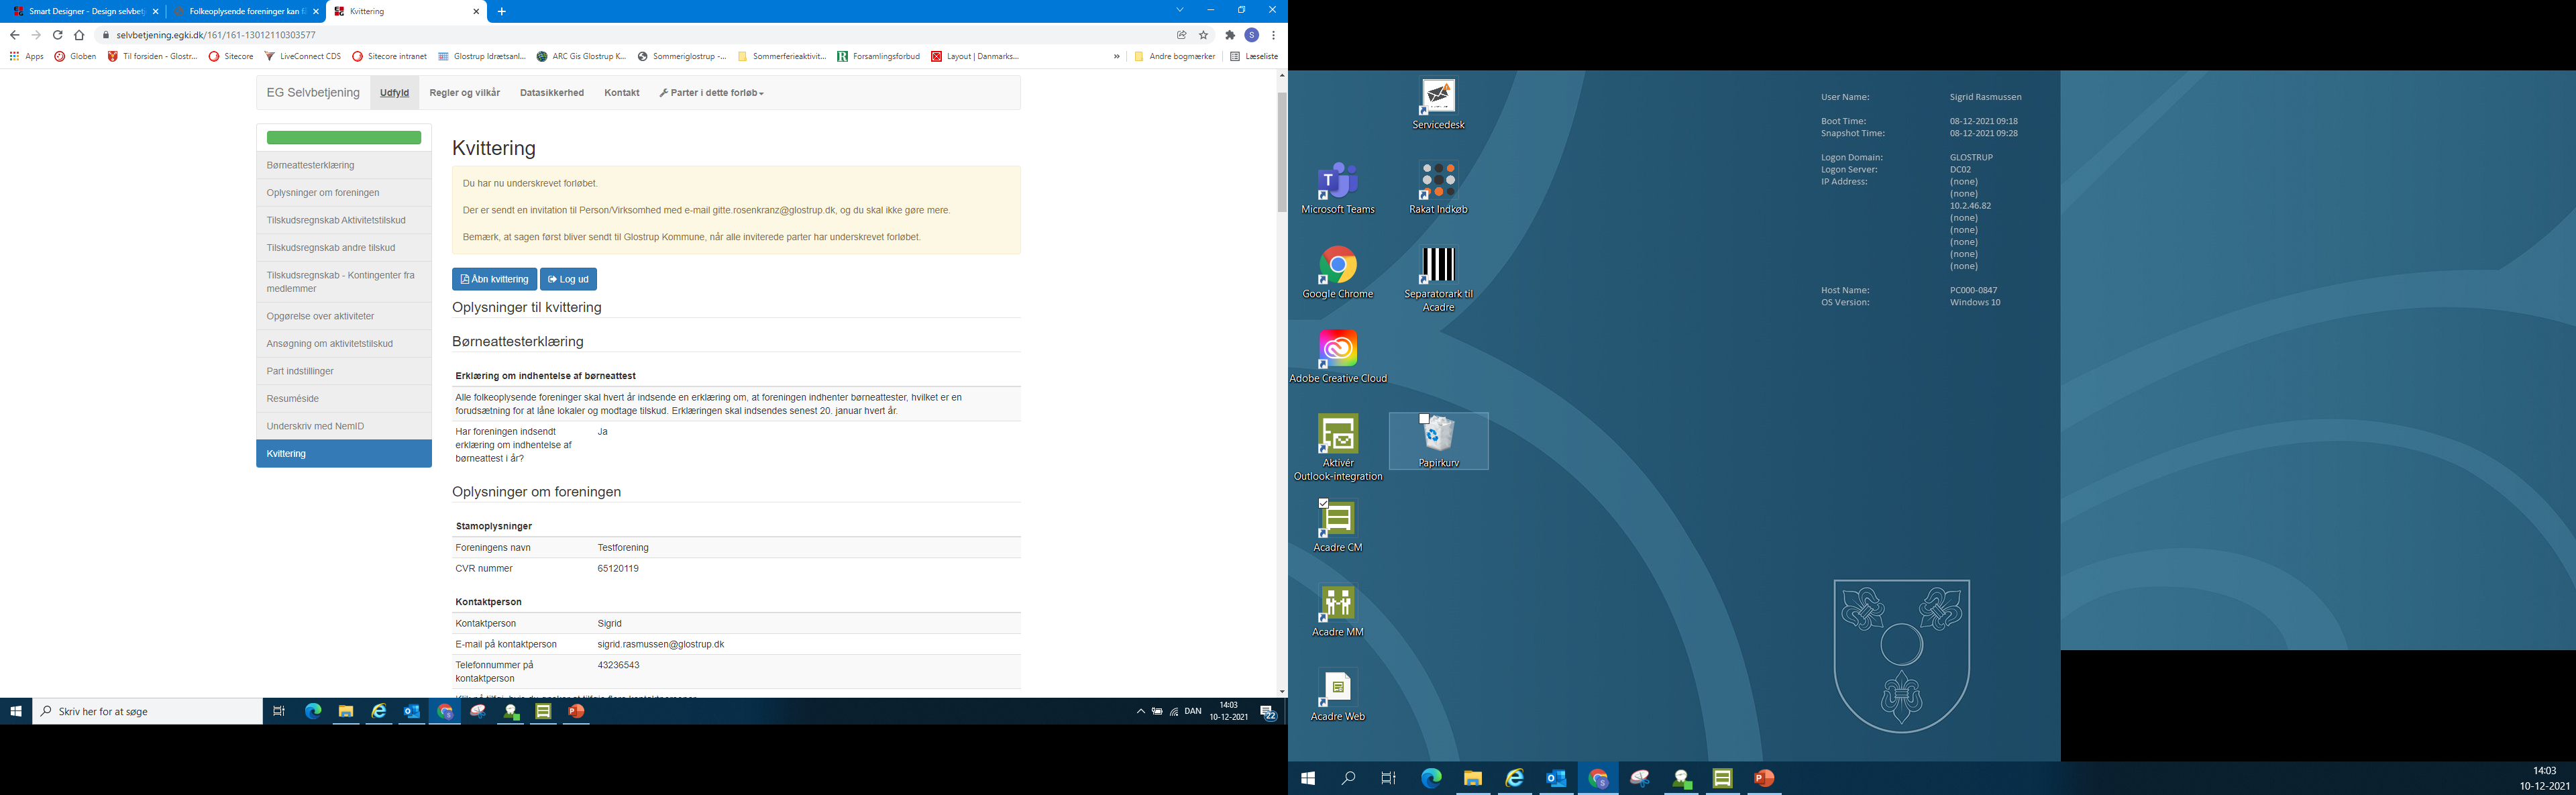 Smart Designer - Design selvbetj
Folkeoplysende foreninger kan f
Kvittering
selvbetjening.egki.dk/161/161-13012110303577
S
Apps
Globen
Til forsiden - Glostr...
Sitecore
LiveConnect CDS
Sitecore intranet
Glostrup Idrætsanl...
ARC Gis Glostrup K...
Sommeriglostrup -...
Sommerferieaktivit...
Forsamlingsforbud
Layout | Danmarks...
»
Andre bogmærker
Læseliste
EG Selvbetjening
Udfyld
Regler og vilkår
Datasikkerhed
Kontakt
Parter i dette forløb
Børneattesterklæring
Oplysninger om foreningen
Tilskudsregnskab Aktivitetstilskud
Tilskudsregnskab andre tilskud
Tilskudsregnskab - Kontingenter fra
medlemmer
Opgørelse over aktiviteter
Ansøgning om aktivitetstilskud
Part indstillinger
Resuméside
Underskriv med NemID
Kvittering
Kvittering
Du har nu underskrevet forløbet.
Der er sendt en invitation til Person/Virksomhed med e-mail gitte.rosenkranz@glostrup.dk, og du skal ikke gøre mere.
Bemærk, at sagen først bliver sendt til Glostrup Kommune, når alle inviterede parter har underskrevet forløbet.
Åbn kvittering
Log ud
Oplysninger til kvittering
Børneattesterklæring
Erklæring om indhentelse af børneattest
Alle folkeoplysende foreninger skal hvert år indsende en erklæring om, at foreningen indhenter børneattester, hvilket er en
forudsætning for at låne lokaler og modtage tilskud. Erklæringen skal indsendes senest 20. januar hvert år.
Har foreningen indsendt
erklæring om indhentelse af
børneattest i år?
Ja
Oplysninger om foreningen
Stamoplysninger
Foreningens navn
Testforening
CVR nummer
65120119
Kontaktperson
Kontaktperson
Sigrid
E-mail på kontaktperson
sigrid.rasmussen@glostrup.dk
Telefonnummer på
kontaktperson
43236543
Skriv her for at søge
DAN
14:03
10-12-2021
22
Servicedesk
Microsoft Teams
Rakat Indkøb
Google Chrome
Separatorark til
Acadre
Adobe Creative Cloud
Aktivér
Outlook-integration
Papirkurv
Acadre CM
Acadre MM
Acadre Web
User Name:
Sigrid Rasmussen
Boot Time:
08-12-2021 09:18
Snapshot Time:
08-12-2021 09:28
Logon Domain:
GLOSTRUP
Logon Server:
DC02
IP Address:
(none)
(none)
10.2.46.82
(none)
(none)
(none)
(none)
(none)
Host Name:
PC000-0847
OS Version:
Windows 10
14:03
10-12-2021